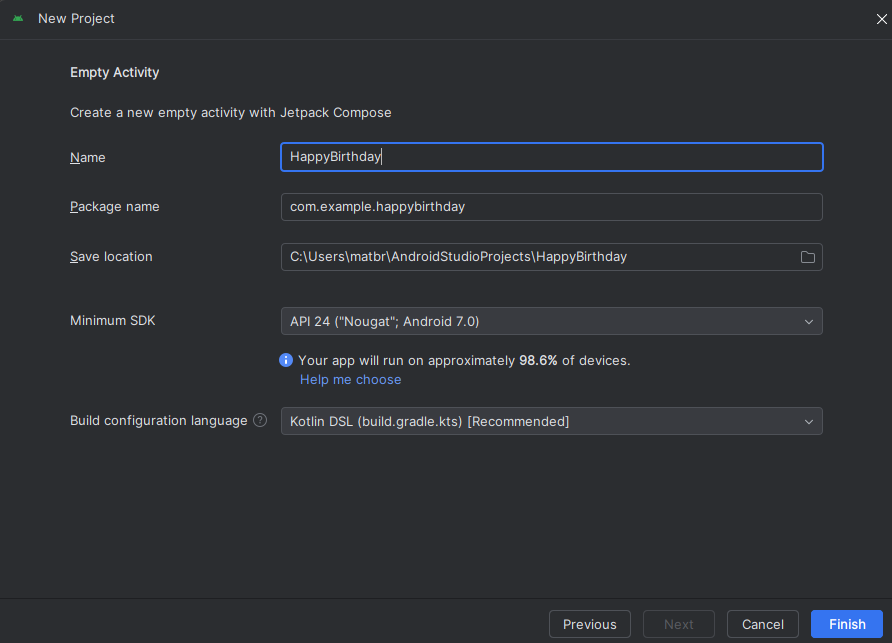 New Project
Empty Activity
Create a new empty activity with Jetpack Compose
Name
HappyBirthday
Package name
com.example.happybirthday
Save location
C:\Users\matbr\AndroidStudioProjects\HappyBirthday
Minimum SDK
API 24 ("Nougat"; Android 7.0)
Your app will run on approximately 98.6% of devices.
Help me choose
Build configuration language ?
Kotlin DSL (build.gradle.kts) [Recommended]
Previous Next Cancel Finish